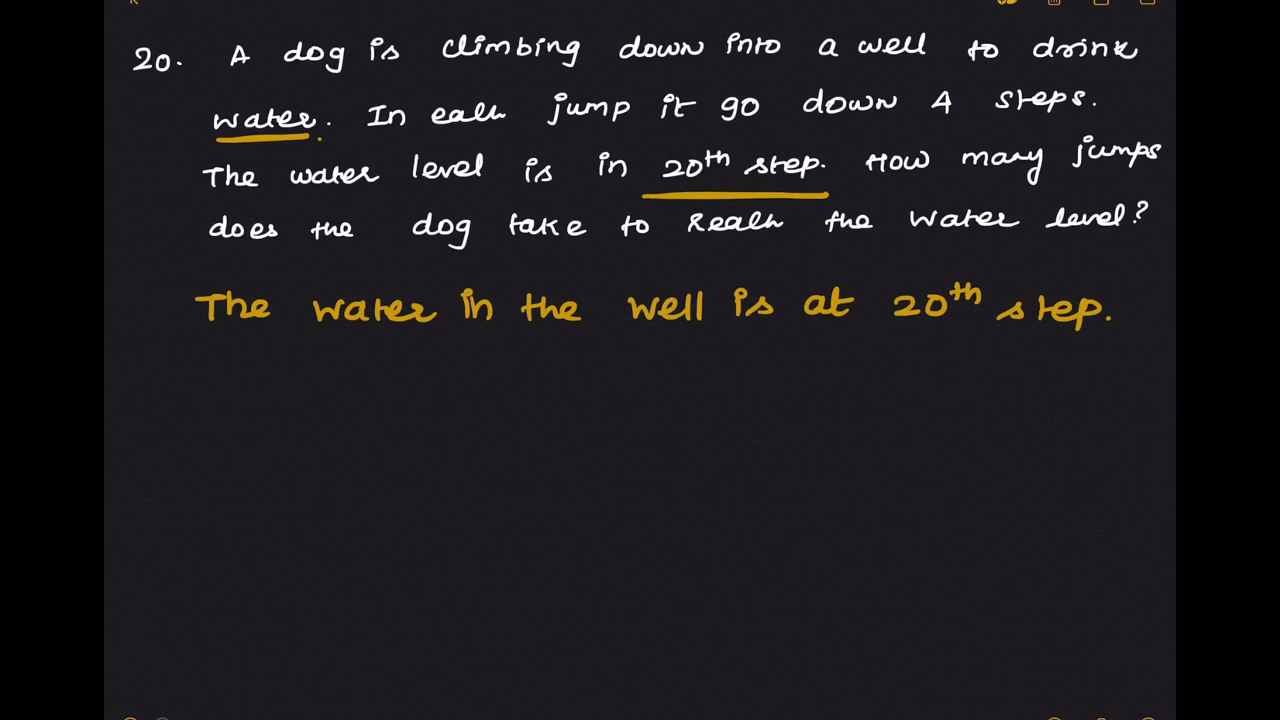 20. A dog is climbing down into a well to drink
water. In each jump it go down 4 steps.
The water level is in 20th step. How many jumps
does the dog take to Reach the water level?
The water in the well is at 20th step.